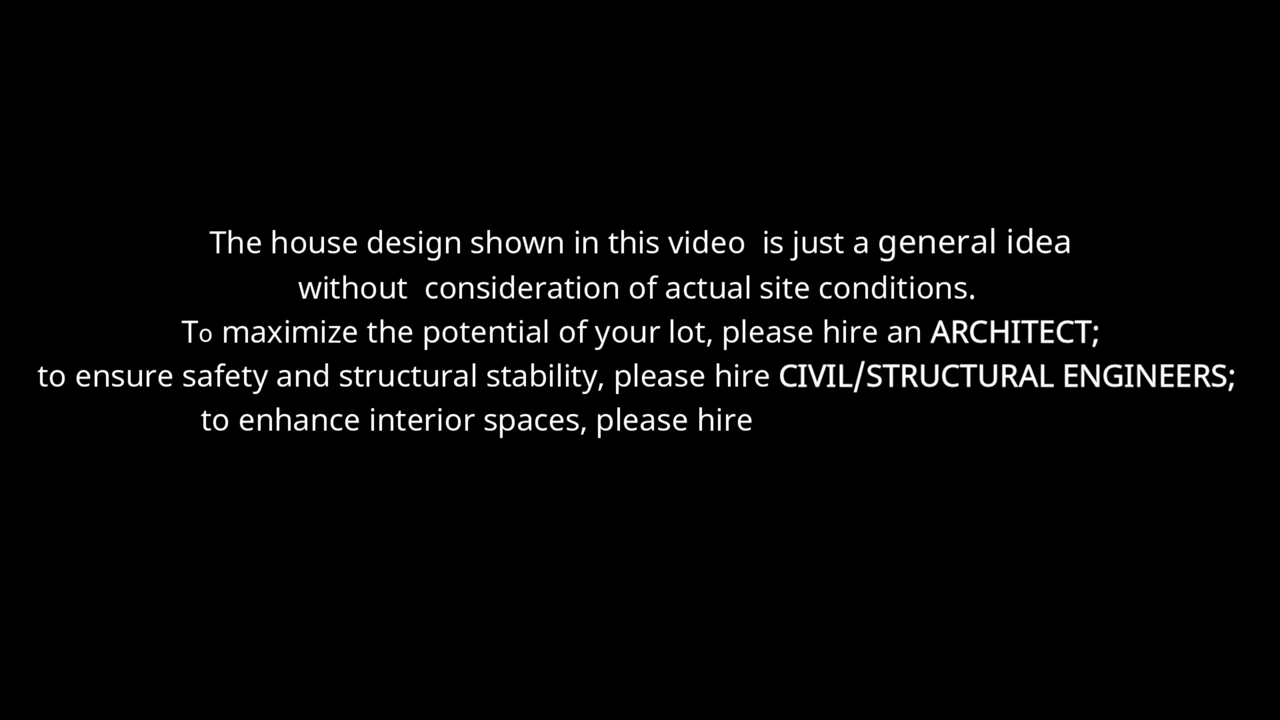 The house design shown in this video is just a general idea
without consideration of actual site conditions.
To maximize the potential of your lot, please hire an ARCHITECT;
to ensure safety and structural stability, please hire CIVIL/STRUCTURAL ENGINEERS;
to enhance interior spaces, please hire